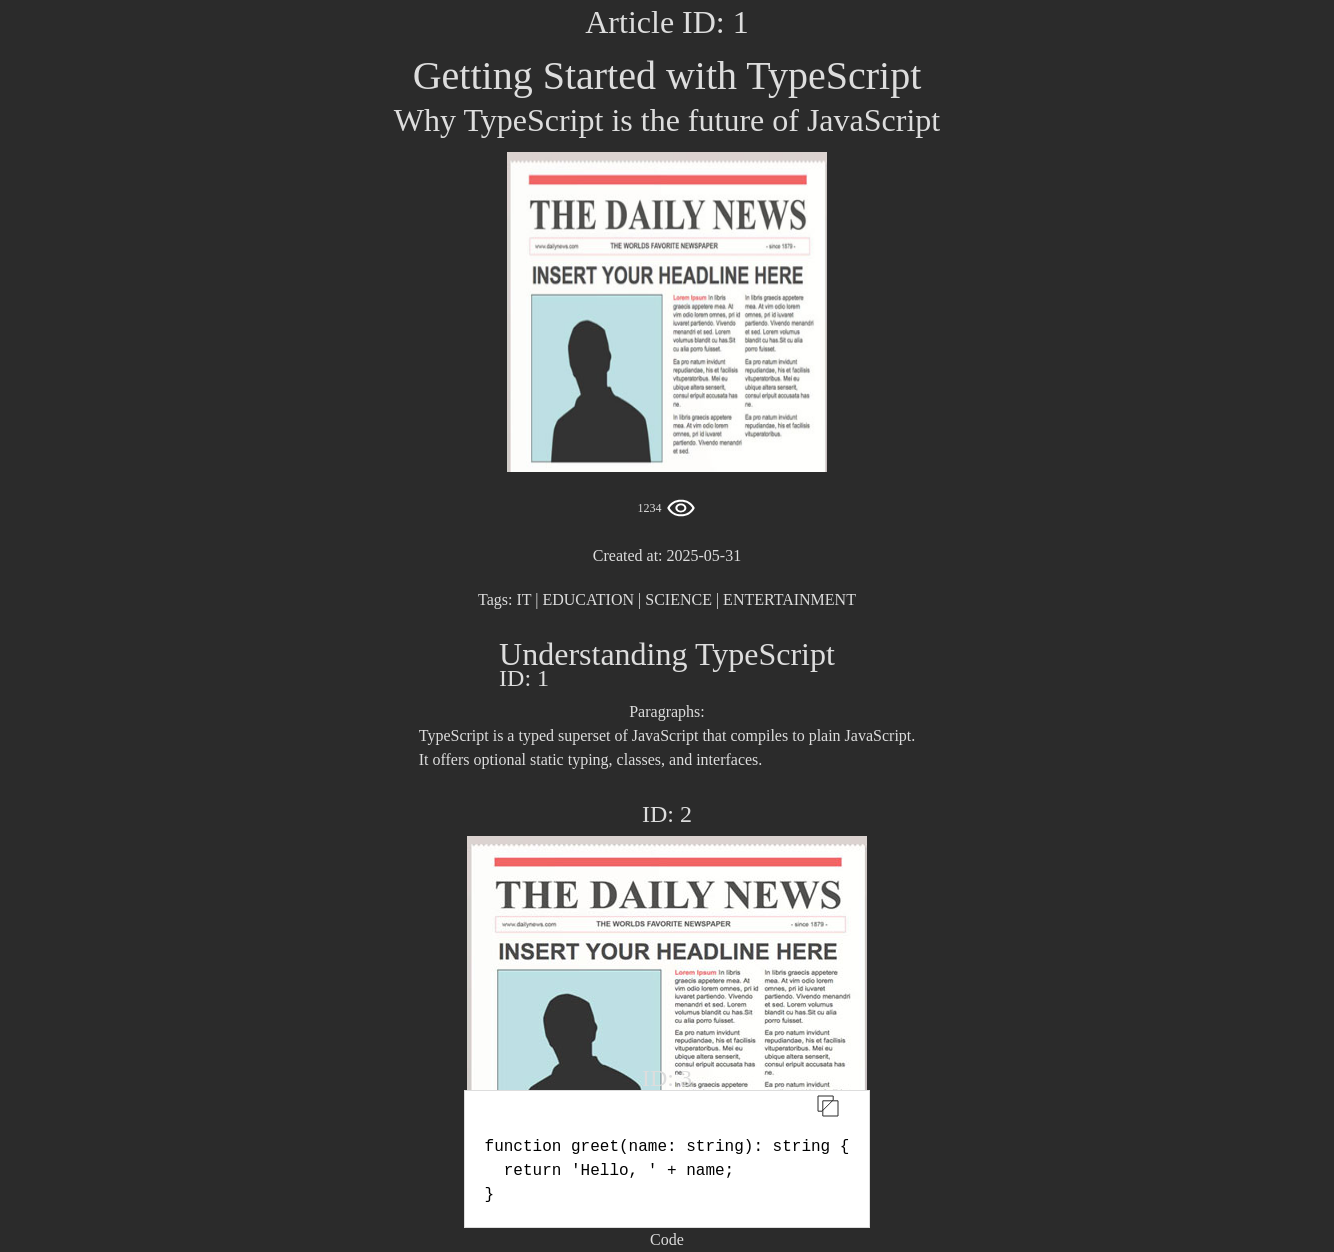 Article ID: 1
Getting Started with TypeScript
Why TypeScript is the future of JavaScript
THE DAILY NEWS
www.dailynews.com THE WORLDS FAVORITE NEWSPAPER - since 1879 -
INSERT YOUR HEADLINE HERE
Lorem Ipsum In libris
graecis appetere
mea. At vim odio lorem
omnes, pri id iuvaret
partiendo. Vivendo
menandri et sed. Lorem
volumus blandit cu has.Sit
cu alia porro fuisset.
Ea pro natum invidunt
repudiandae, his et facilisis
vituperatoribus. Mei eu
ubique altera senserit,
consul eripuit accusata has
ne.
In libris graecis appetere
mea. At vim odio lorem
omnes, pri id iuvaret
partiendo. Vivendo menandri
et sed.
In libris graecis appetere
mea. At vim odio lorem
omnes, pri id iuvaret
partiendo. Vivendo menandri
et sed. Lorem volumus
blandit cu has.Sit cu alia
porro fuisset.
Ea pro natum invidunt
repudiandae, his et facilisis
vituperatoribus. Mei eu
ubique altera senserit,
consul eripuit accusata has
ne.
Ea pro natum invidunt
repudiandae, his et facilisis
vituperatoribus.
1234
Created at: 2025-05-31
Tags: IT | EDUCATION | SCIENCE | ENTERTAINMENT
Understanding TypeScript
ID: 1
Paragraphs:
TypeScript is a typed superset of JavaScript that compiles to plain JavaScript.
It offers optional static typing, classes, and interfaces.
ID: 2
THE DAILY NEWS
www.dailynews.com THE WORLDS FAVORITE NEWSPAPER - since 1879 -
INSERT YOUR HEADLINE HERE
Lorem Ipsum In libris
graecis appetere mea. At
vim odio lorem omnes, pri id
iuvaret partiendo. Vivendo
menandri et sed. Lorem
volumus blandit cu has.Sit
cu alia porro fuisset.
Ea pro natum invidunt
repudiandae, his et facilisis
vituperatoribus. Mei eu
ubique altera senserit,
consul eripuit accusata has
ne.
In libris graecis appetere
In libris graecis appetere
mea. At vim odio lorem
omnes, pri id iuvaret
partiendo. Vivendo menandri
et sed. Lorem volumus
blandit cu has.Sit cu alia
porro fuisset.
Ea pro natum invidunt
repudiandae, his et facilisis
vituperatoribus. Mei eu
ubique altera senserit,
consul eripuit accusata has
ne.
Ea pro natum invidunt
ID: 3
function greet(name: string): string {
  return 'Hello, ' + name;
}
Code